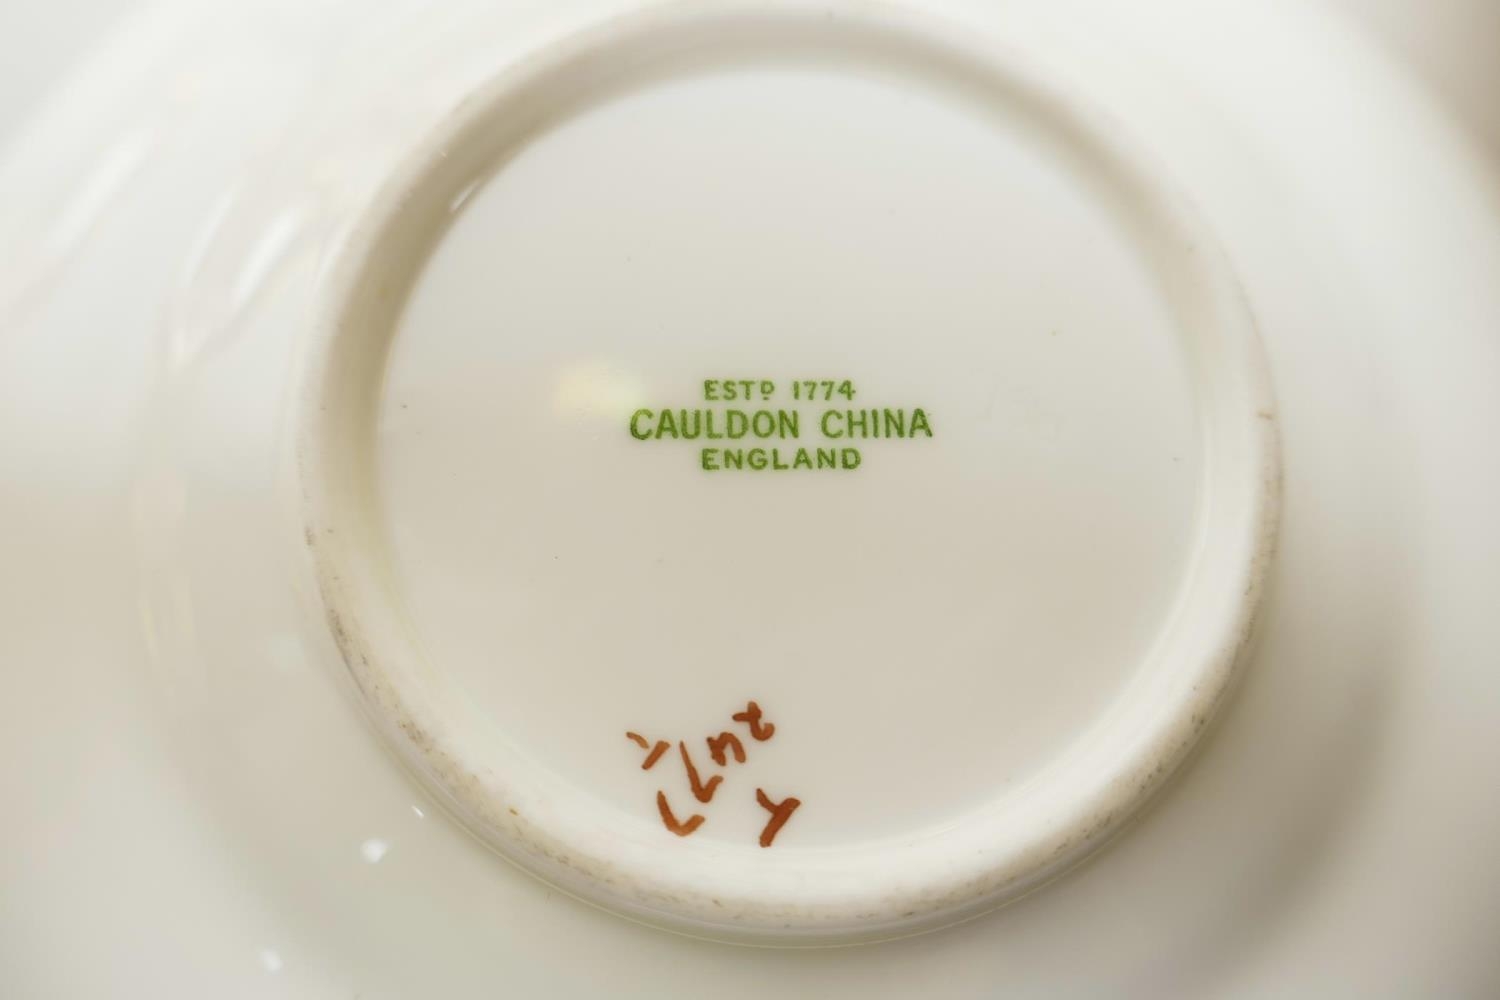 ESTD 1774
CAULDON CHINA
ENGLAND